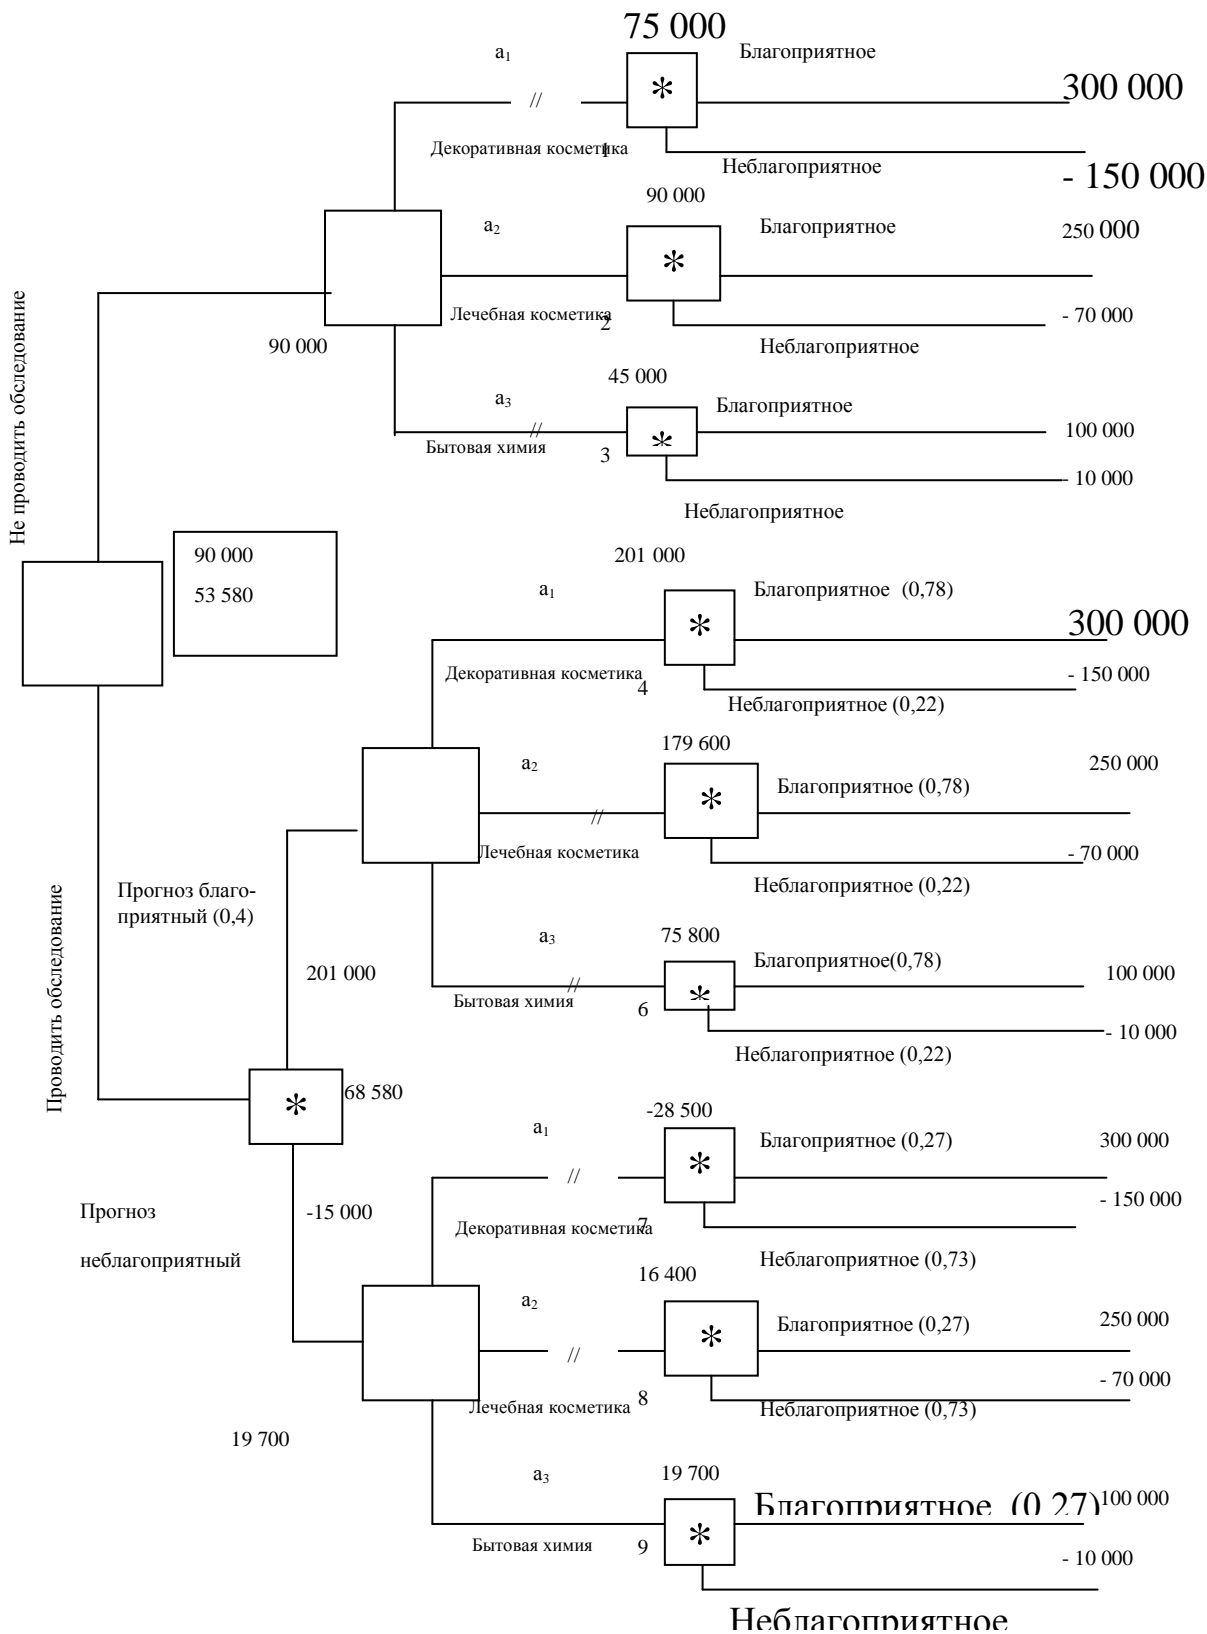 75 000
a₁
Благоприятное
300 000
//
*
Декоративная косметика
1
Неблагоприятное
- 150 000
90 000
a₂
Благоприятное
250 000
*
Лечебная косметика
2
- 70 000
Неблагоприятное
90 000
45 000
a₃
Благоприятное
100 000
//
*
Бытовая химия
3
- 10 000
Неблагоприятное
Не проводить обследование
90 000
53 580
201 000
a₁
Благоприятное (0,78)
300 000
*
Декоративная косметика
4
- 150 000
Неблагоприятное (0,22)
179 600
a₂
Благоприятное (0,78)
250 000
//
*
Лечебная косметика
- 70 000
Неблагоприятное (0,22)
Прогноз благо-
приятный (0,4)
Проводить обследование
75 800
a₃
Благоприятное(0,78)
100 000
201 000
//
*
Бытовая химия
6
- 10 000
Неблагоприятное (0,22)
*
68 580
-28 500
a₁
Благоприятное (0,27)
300 000
//
*
- 150 000
Прогноз
неблагоприятный
-15 000
Декоративная косметика
7
Неблагоприятное (0,73)
16 400
a₂
Благоприятное (0,27)
250 000
//
*
- 70 000
Лечебная косметика
8
Неблагоприятное (0,73)
19 700
a₃
19 700
Благоприятное (0 27)
100 000
*
Бытовая химия
9
- 10 000
Неблагоприятное